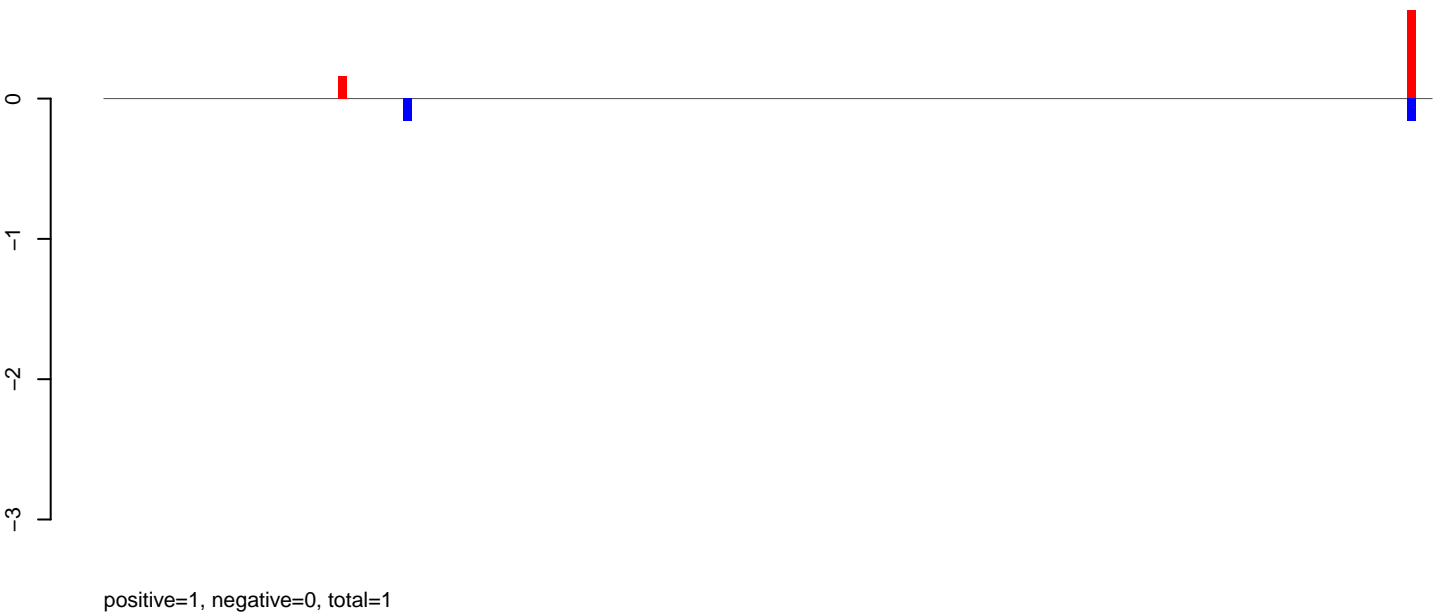 0
−1
−2
−3
positive=1, negative=0, total=1